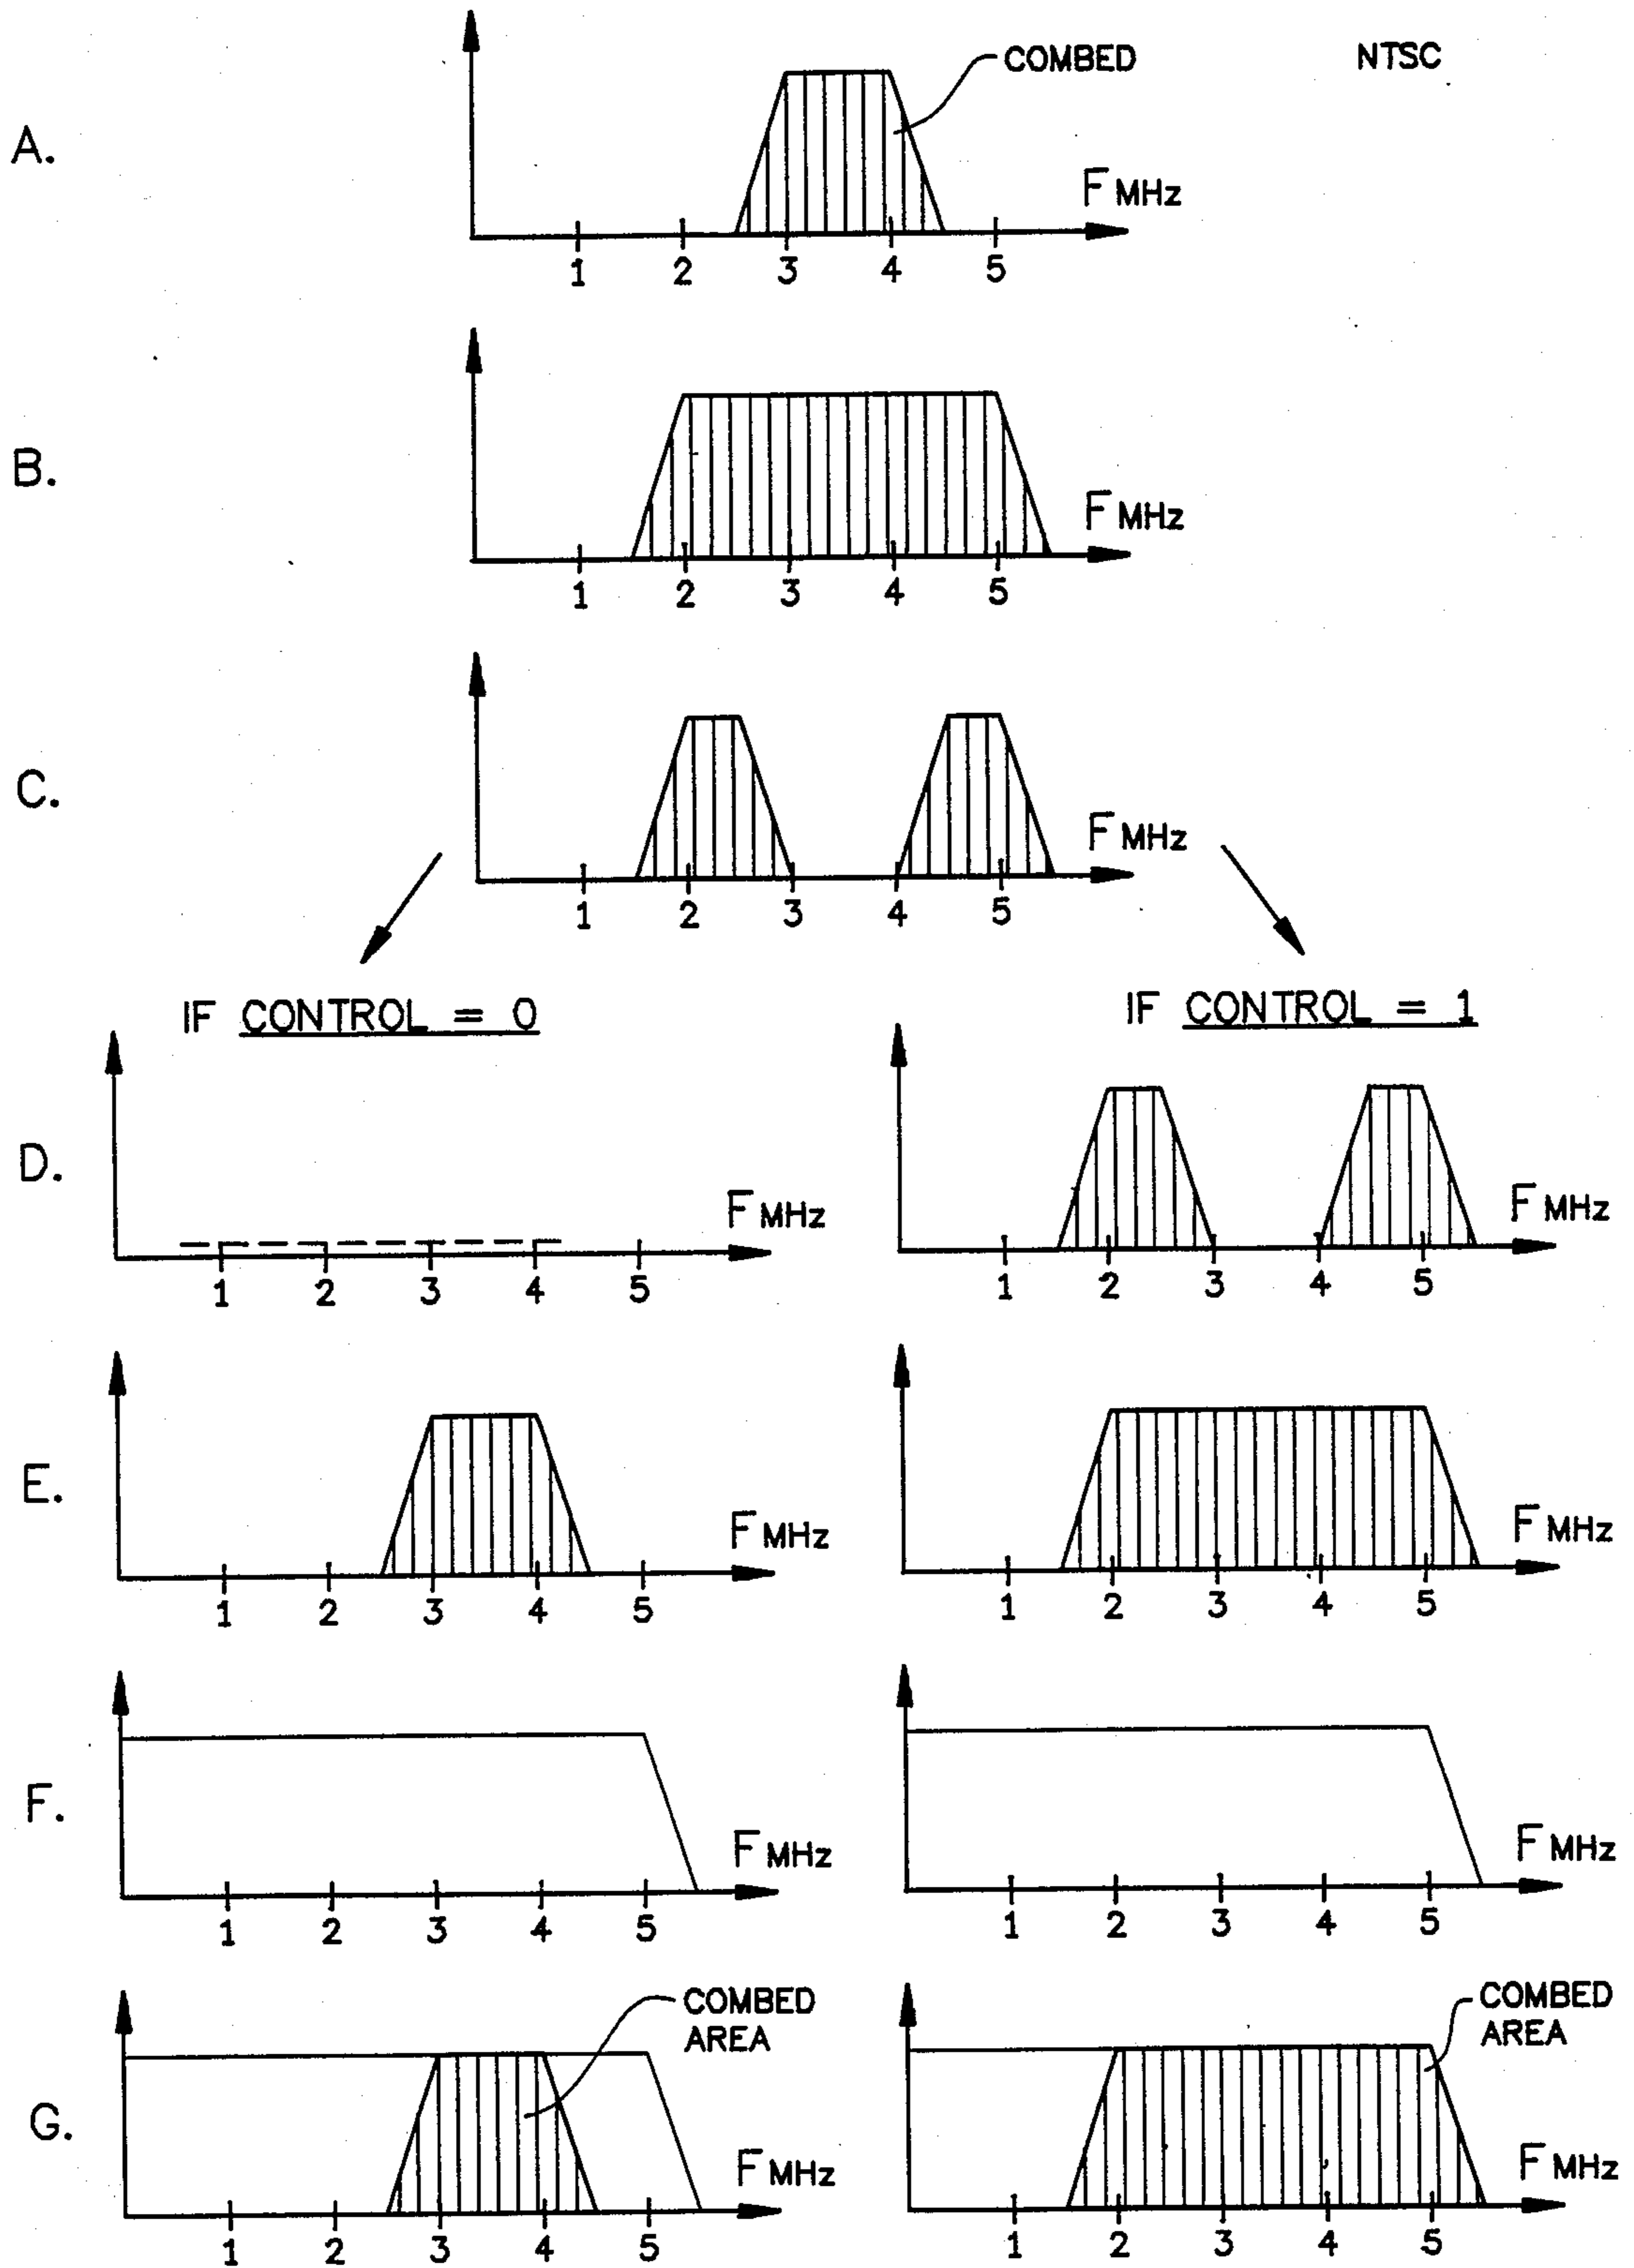 COMBED NTSC
A.
F MHz
1 2 3 4 5
B.
F MHz
1 2 3 4 5
C.
F MHz
1 2 3 4 5
IF CONTROL = 0
IF CONTROL = 1
D.
F MHz
1 2 3 4 5
F MHz
1 2 3 4 5
E.
F MHz
1 2 3 4 5
F MHz
1 2 3 4 5
F.
F MHz
1 2 3 4 5
F MHz
1 2 3 4 5
G.
COMBED
AREA
F MHz
1 2 3 4 5
COMBED
AREA
F MHz
1 2 3 4 5